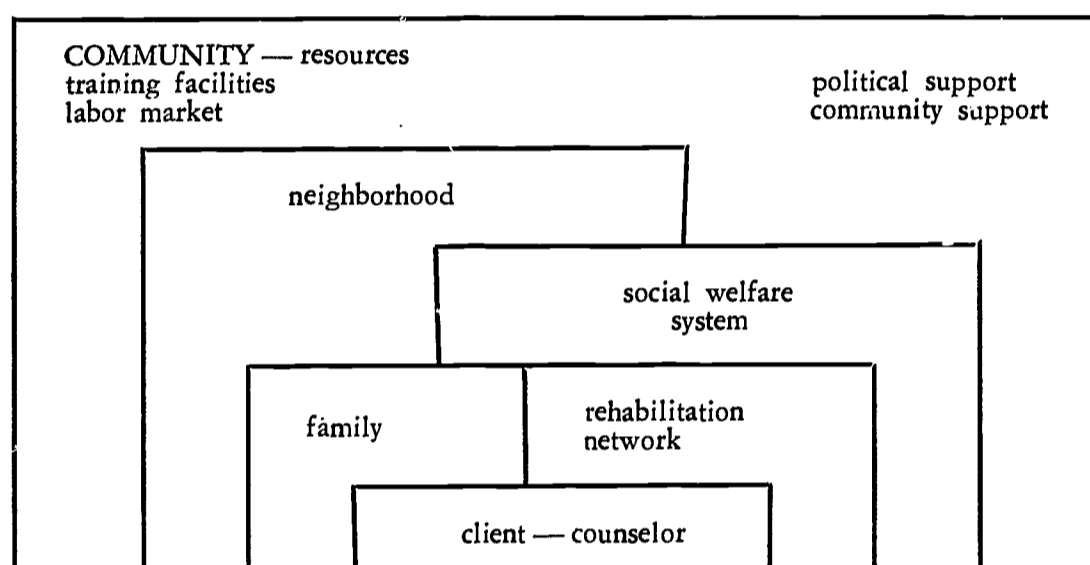 COMMUNITY — resources
training facilities
labor market
political support
community support
neighborhood
social welfare
system
family
rehabilitation
network
client — counselor